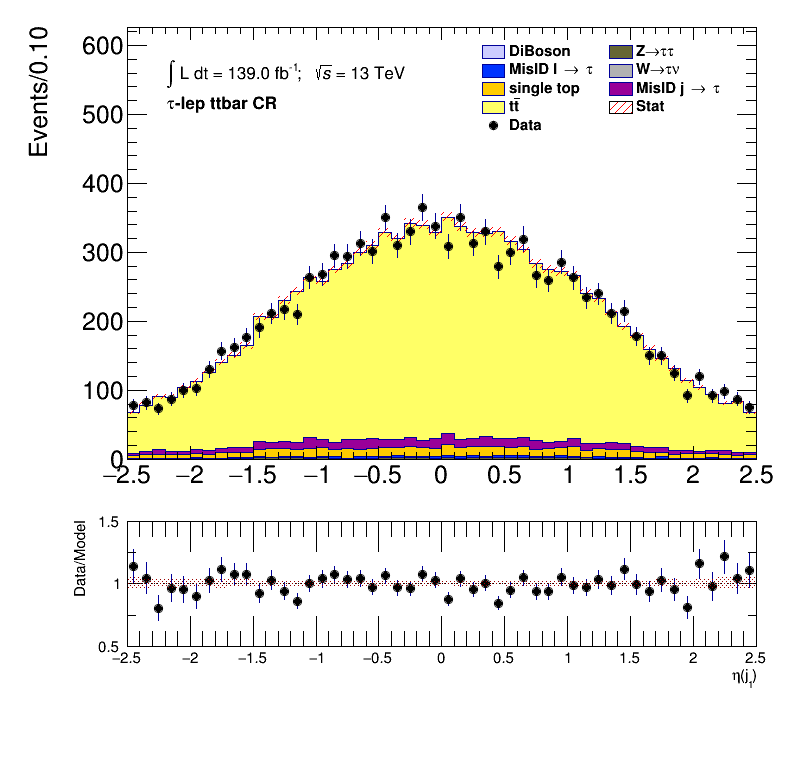 Events/0.10
600
500
400
300
200
100
0
−2.5 −2 −1.5 −1 −0.5 0 0.5 1 1.5 2 2.5
∫ L dt = 139.0 fb⁻¹; √s = 13 TeV
τ-lep ttbar CR
DiBoson Z→ττ
MisID l → τ W→τν
single top MisID j → τ
tt̄ Stat
Data
Data/Model
1.5
1
0.5
−2.5 −2 −1.5 −1 −0.5 0 0.5 1 1.5 2 2.5
η(j₁)